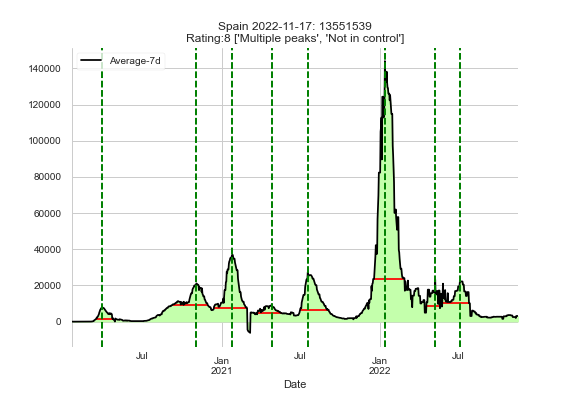 Spain 2022-11-17: 13551539
Rating:8 ['Multiple peaks', 'Not in control']
Average-7d
140000
120000
100000
80000
60000
40000
20000
0
Jul
Jan
2021
Jul
Jan
2022
Jul
Date